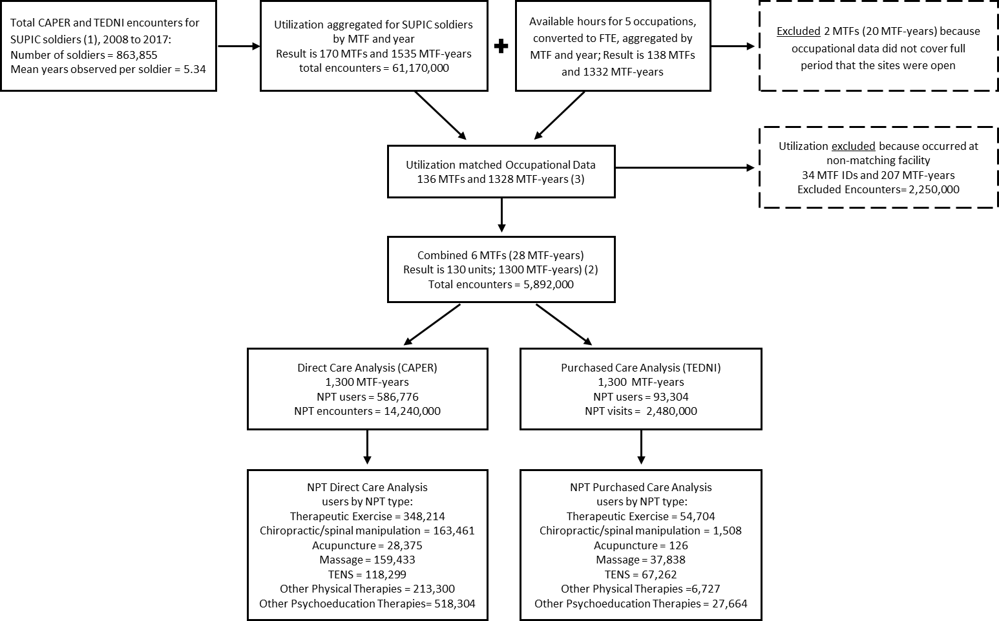 Total CAPER and TEDNI encounters for
SUPIC soldiers (1), 2008 to 2017:
Number of soldiers = 863,855
Mean years observed per soldier = 5.34
Utilization aggregated for SUPIC soldiers
by MTF and year
Result is 170 MTFs and 1535 MTF-years
total encounters = 61,170,000
Available hours for 5 occupations,
converted to FTE, aggregated by
MTF and year; Result is 138 MTFs
and 1332 MTF-years
Excluded 2 MTFs (20 MTF-years) because
occupational data did not cover full
period that the sites were open
Utilization matched Occupational Data
136 MTFs and 1328 MTF-years (3)
Utilization excluded because occurred at
non-matching facility
34 MTF IDs and 207 MTF-years
Excluded Encounters= 2,250,000
Combined 6 MTFs (28 MTF-years)
Result is 130 units; 1300 MTF-years) (2)
Total encounters = 5,892,000
Direct Care Analysis (CAPER)
1,300 MTF-years
NPT users = 586,776
NPT encounters = 14,240,000
Purchased Care Analysis (TEDNI)
1,300 MTF-years
NPT users = 93,304
NPT visits = 2,480,000
NPT Direct Care Analysis
users by NPT type:
Therapeutic Exercise = 348,214
Chiropractic/spinal manipulation = 163,461
Acupuncture = 28,375
Massage = 159,433
TENS = 118,299
Other Physical Therapies = 213,300
Other Psychoeducation Therapies= 518,304
NPT Purchased Care Analysis
users by NPT type:
Therapeutic Exercise = 54,704
Chiropractic/spinal manipulation = 1,508
Acupuncture = 126
Massage = 37,838
TENS = 67,262
Other Physical Therapies =6,727
Other Psychoeducation Therapies = 27,664